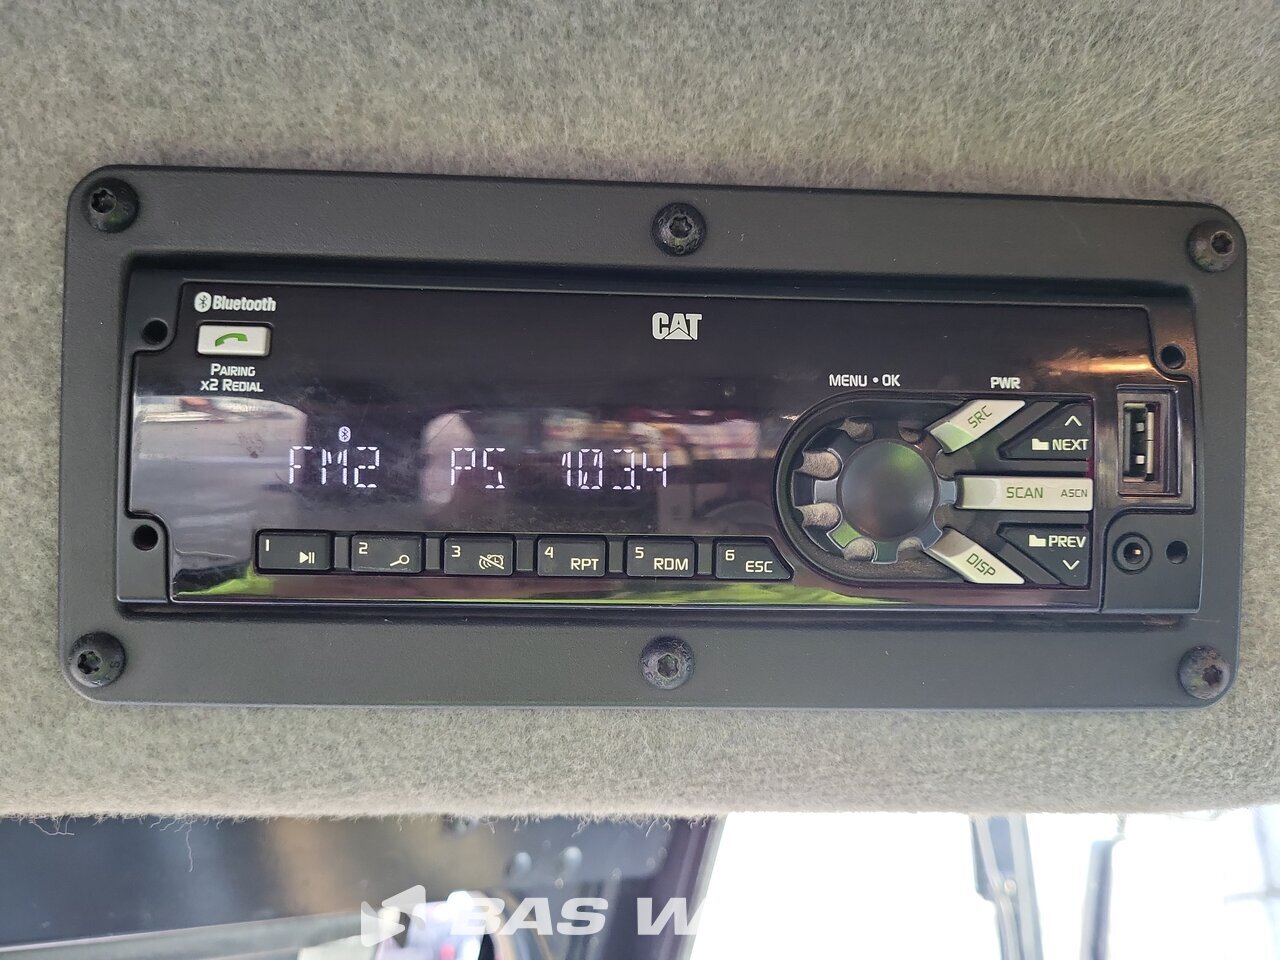 Bluetooth
CAT
PAIRING
x2 REDIAL
MENU • OK
PWR
SRC
NEXT
FM2 PS 103.4
SCAN ASCN
PREV
DISP
1
2
3
4 RPT
5 RDM
6 ESC
BAS W